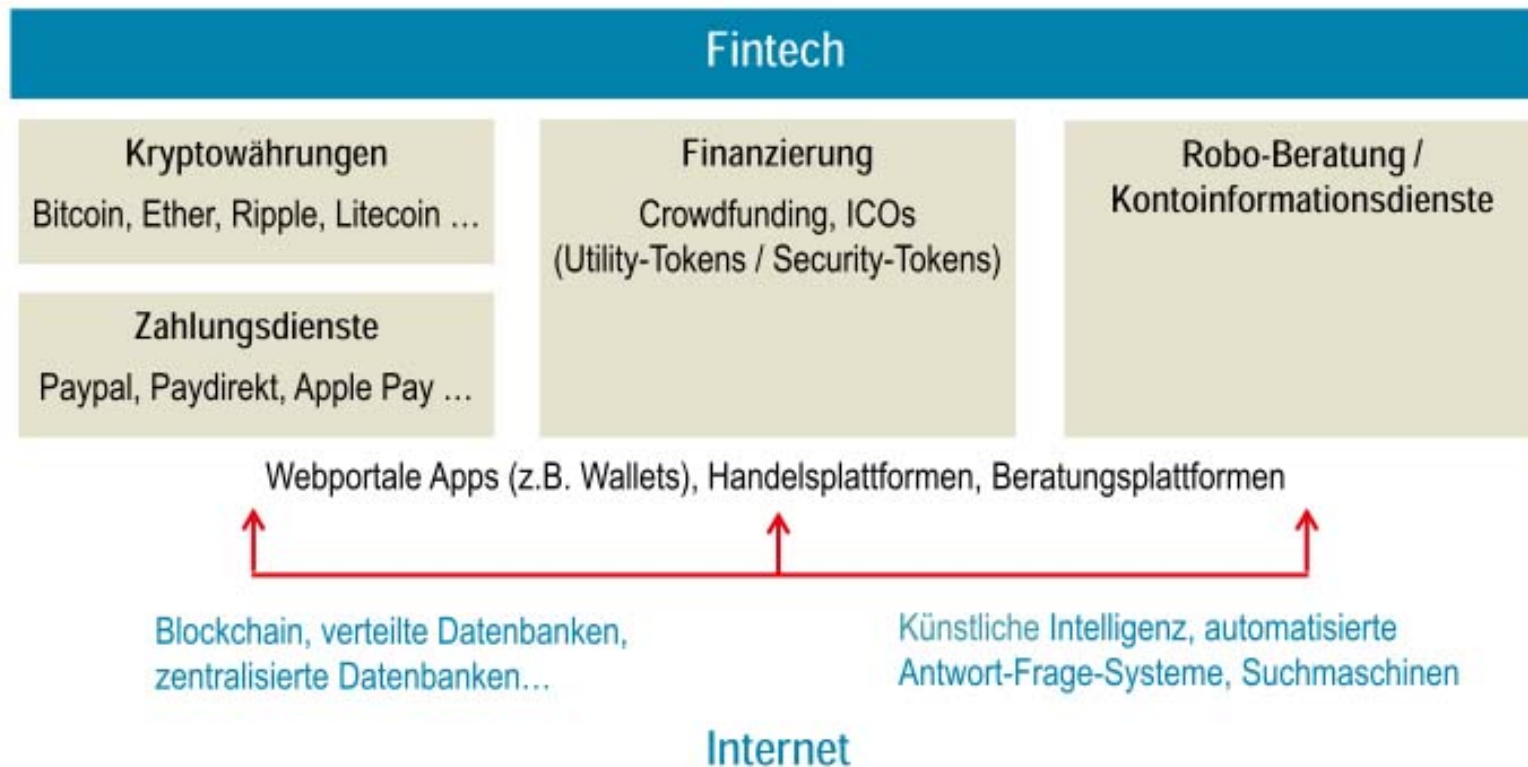 Fintech
Kryptowährungen
Bitcoin, Ether, Ripple, Litecoin ...
Zahlungsdienste
Paypal, Paydirekt, Apple Pay ...
Finanzierung
Crowdfunding, ICOs
(Utility-Tokens / Security-Tokens)
Robo-Beratung /
Kontoinformationsdienste
Webportale Apps (z.B. Wallets), Handelsplattformen, Beratungsplattformen
Blockchain, verteilte Datenbanken,
zentralisierte Datenbanken...
Künstliche Intelligenz, automatisierte
Antwort-Frage-Systeme, Suchmaschinen
Internet